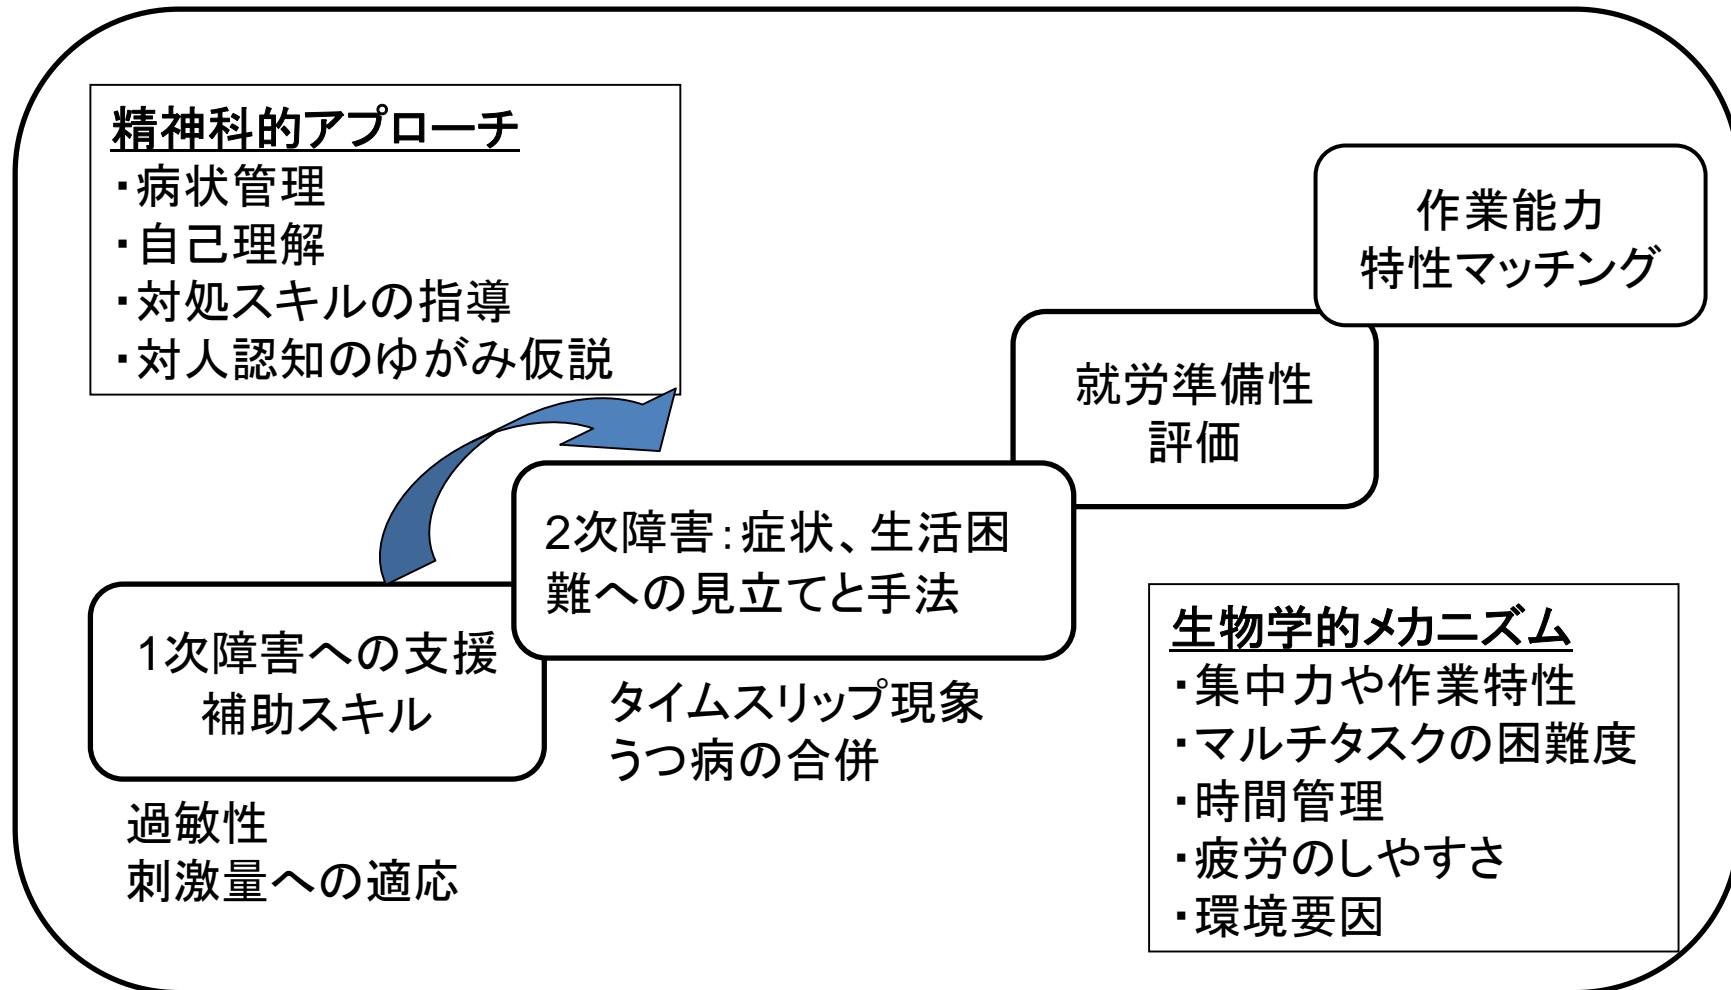 精神科的アプローチ
・病状管理
・自己理解
・対処スキルの指導
・対人認知のゆがみ仮説
作業能力
特性マッチング
就労準備性
評価
2次障害:症状、生活困
難への見立てと手法
タイムスリップ現象
うつ病の合併
1次障害への支援
補助スキル
過敏性
刺激量への適応
生物学的メカニズム
・集中力や作業特性
・マルチタスクの困難度
・時間管理
・疲労のしやすさ
・環境要因